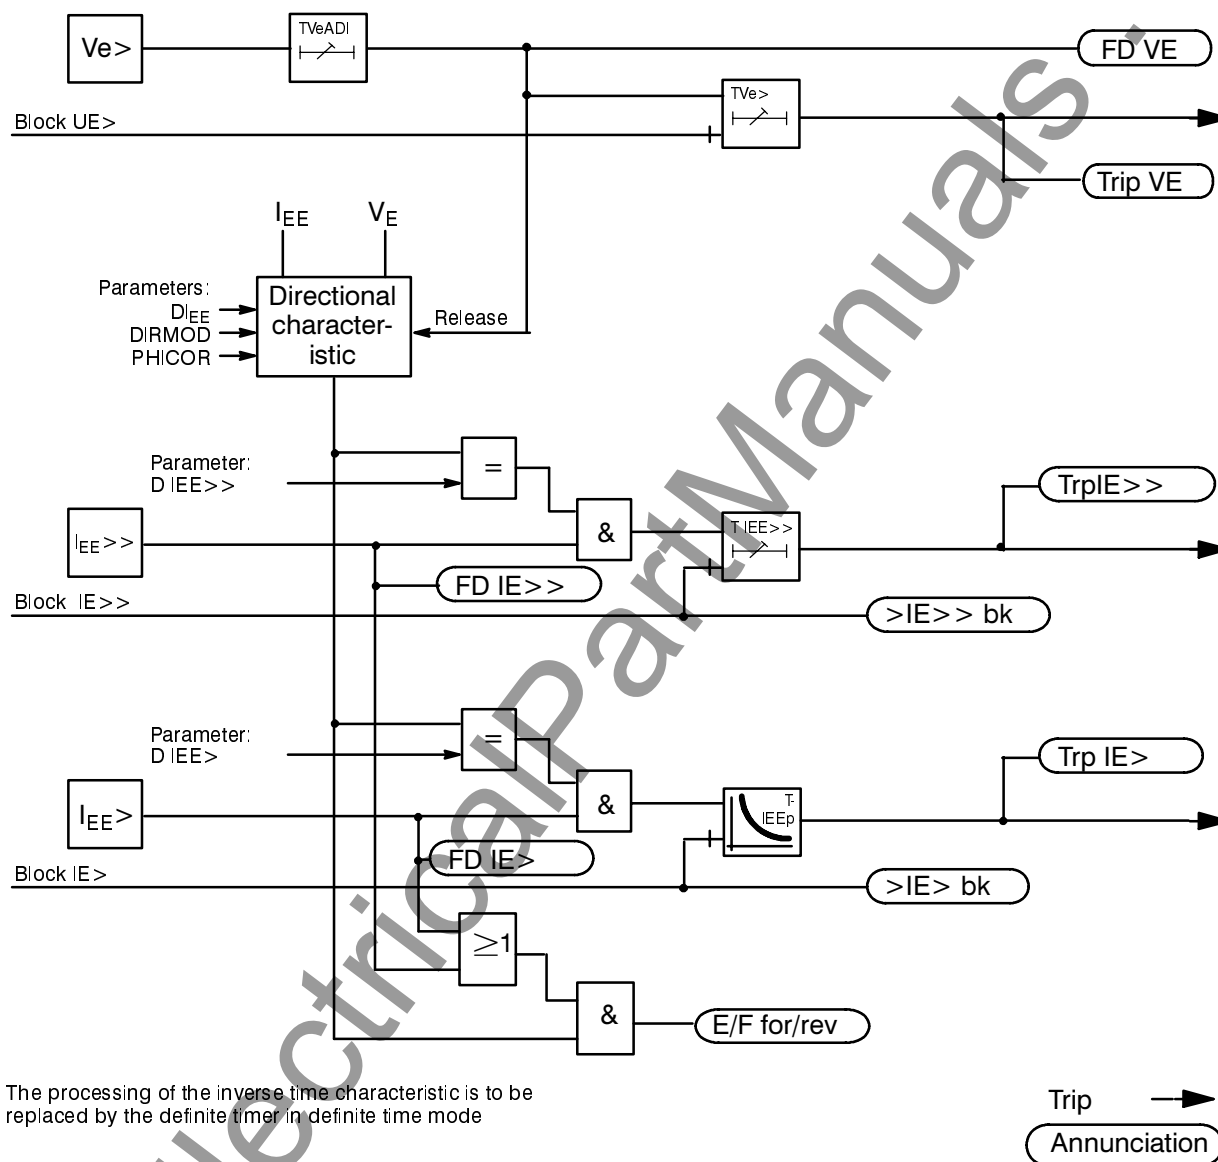 Ve>
TVeADI
FD VE
TVe>
Block UE>
Trip VE
IEE
VE
Parameters:
DIEE
DIRMOD
PHICOR
Directional
character-
istic
Release
Parameter:
D IEE>>
=
IEE>>
&
T IEE>>
TrpIE>>
FD IE>>
Block IE>>
>IE>> bk
Parameter:
D IEE>
=
IEE>
&
T-
IEEp
Trp IE>
FD IE>
Block IE>
>IE> bk
≥1
&
E/F for/rev
The processing of the inverse time characteristic is to be
replaced by the definite timer in definite time mode
Trip
Annunciation
lectricalPartManuals .